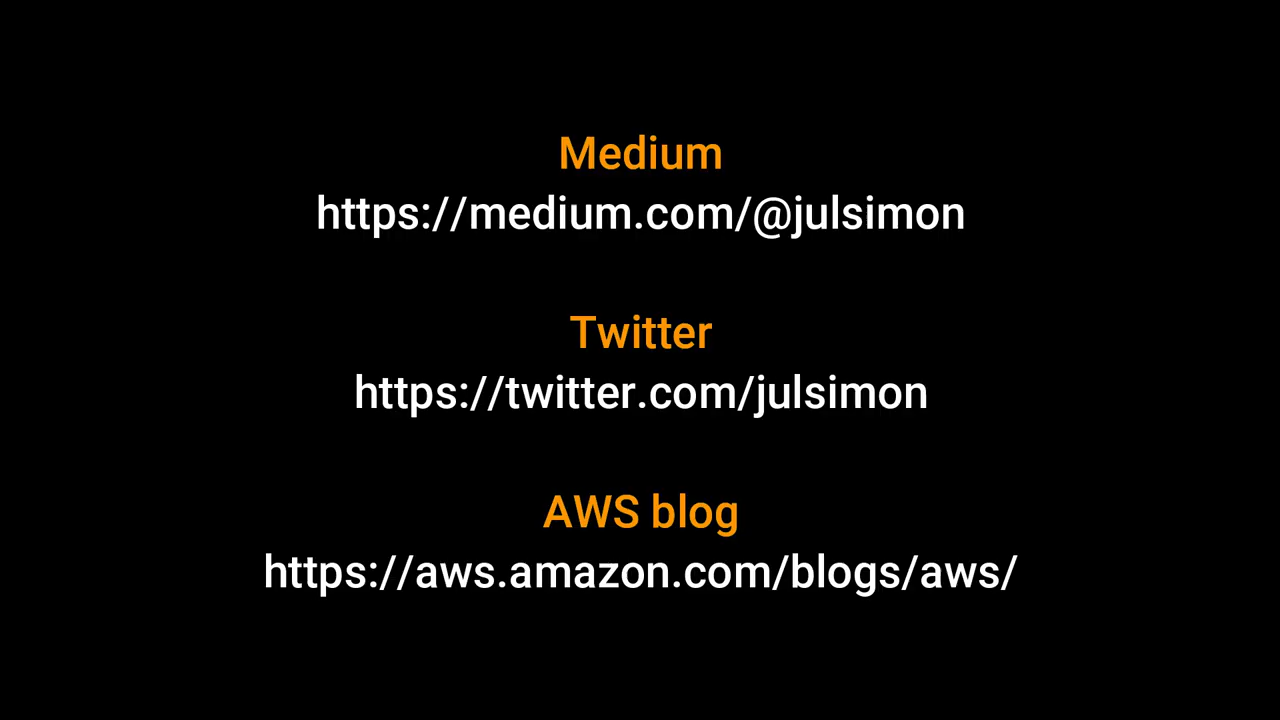 Medium
https://medium.com/@julsimon
Twitter
https://twitter.com/julsimon
AWS blog
https://aws.amazon.com/blogs/aws/